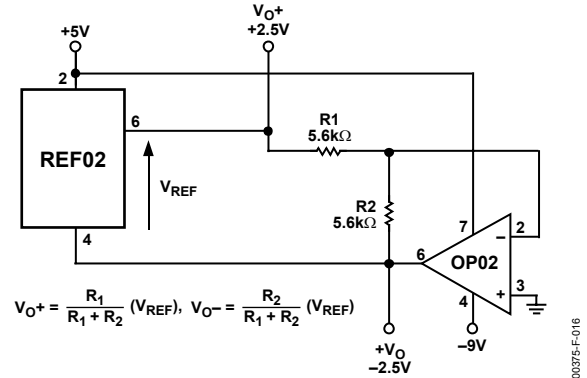 +5V
VO+
+2.5V
2
6
REF02
VREF
4
R1
5.6kΩ
R2
5.6kΩ
7
2
−
6
OP02
3
+
4
−9V
+VO
−2.5V
VO+ = R1 / R1 + R2 (VREF), VO− = R2 / R1 + R2 (VREF)
00375-F-016